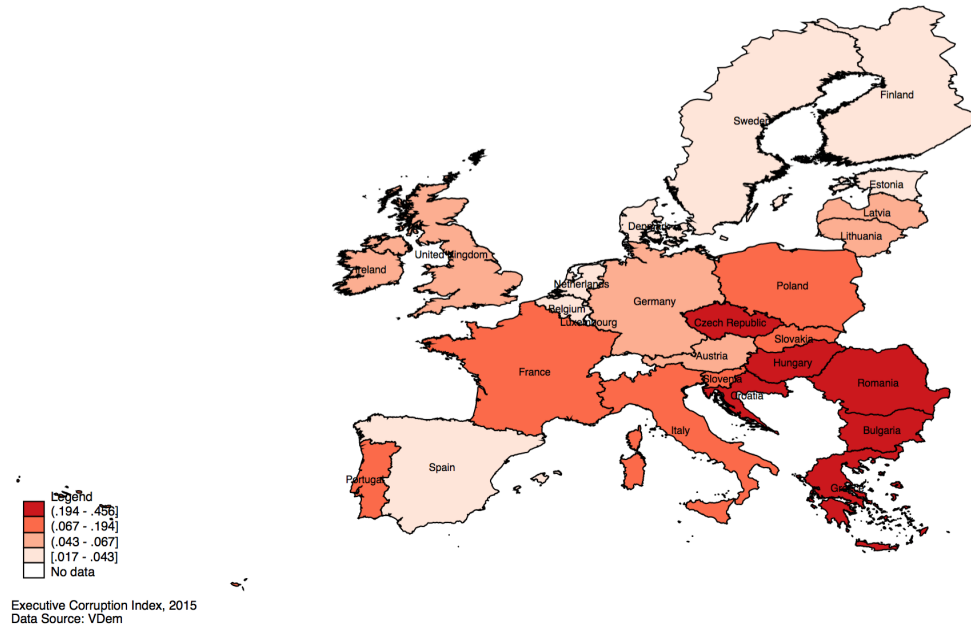 Finland
Sweden
Estonia
Latvia
Denmark
Lithuania
United Kingdom
Ireland
Netherlands
Poland
Germany
Belgium
Luxembourg
Czech Republic
Slovakia
Austria
Hungary
France
Slovenia
Romania
Croatia
Italy
Bulgaria
Spain
Portugal
Greece
Legend
(.194 - .456]
(.067 - .194]
(.043 - .067]
[.017 - .043]
No data
Executive Corruption Index, 2015
Data Source: VDem